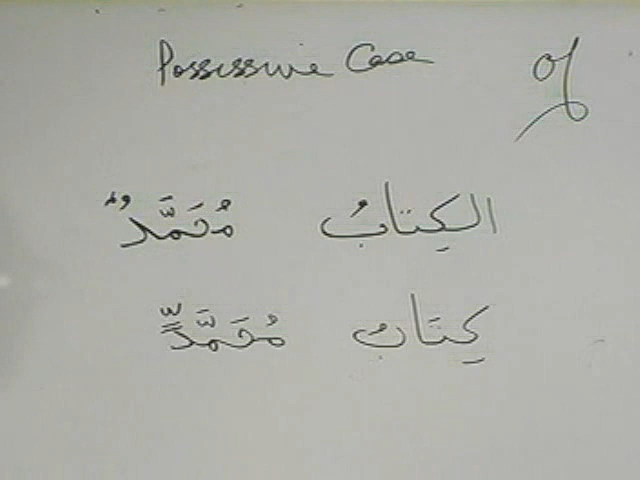 Possessive Case of
الكِتَابُ مُحَمَّدٌ
كِتَابُ مُحَمَّدٍ